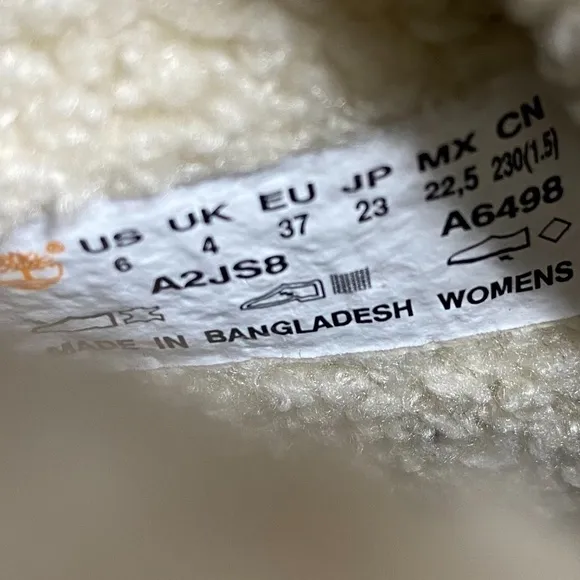 US UK EU JP MX CN
6 4 37 23 22,5 230(1.5)
A2JS8 A6498
MADE IN BANGLADESH WOMENS